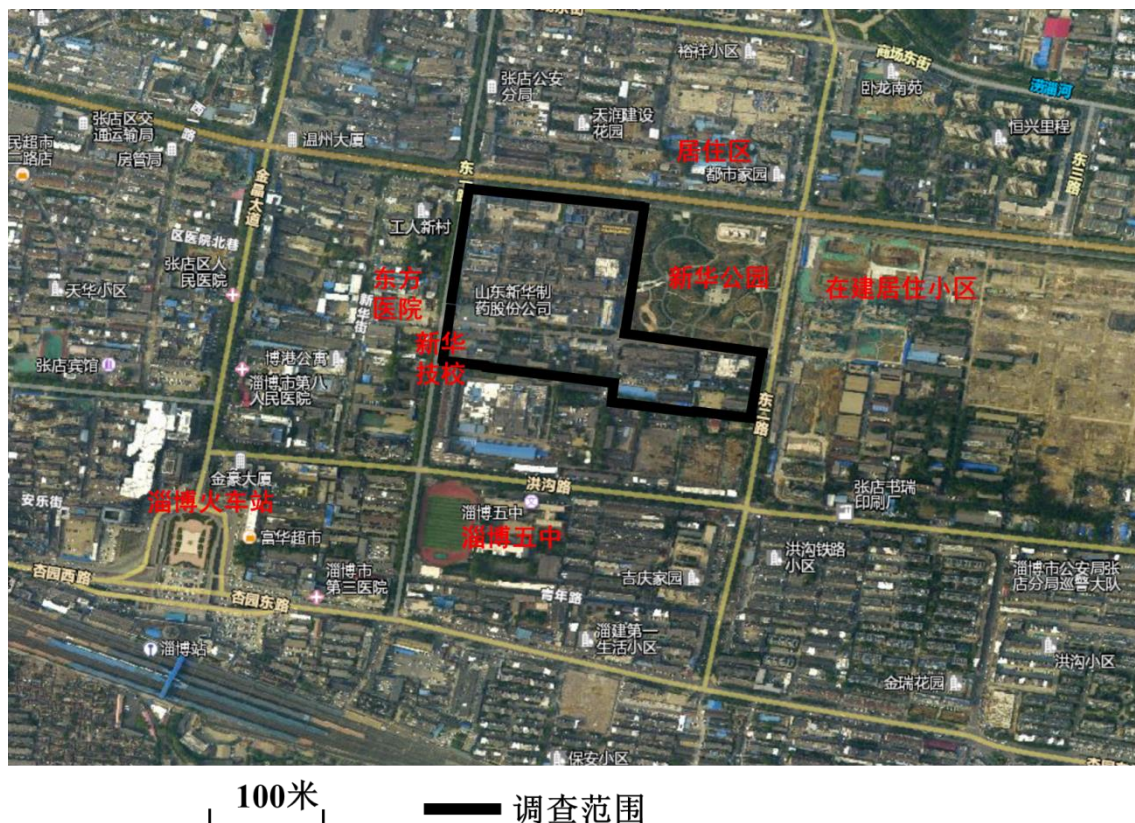 商场东街
裕祥小区
商场东街
涝淄河
卧龙南苑
张店公安
分局
天润建设
花园
恒兴里程
西一路
张店区交
通运输局
房管局
民超市
二路店
温州大厦
居住区
都市家园
东三路
金晶大道
东一路
工人新村
区医院北巷
张店区人
民医院
天华小区
东方
医院
新华街
山东新华制
药股份公司
新华公园
在建居住小区
新华
技校
张店宾馆
博港公寓
淄博市第八
人民医院
东二路
金豪大厦
安乐街
淄博火车站
富华超市
洪沟路
淄博五中
淄博五中
张店书瑞
印刷厂
杏园西路
杏园东路
淄博市
第三医院
吉庆家园
洪沟铁路
小区
淄博市公安局张
店分局巡警大队
淄博站
淄建第一
生活小区
洪沟小区
金瑞花园
保安小区
100米
调查范围